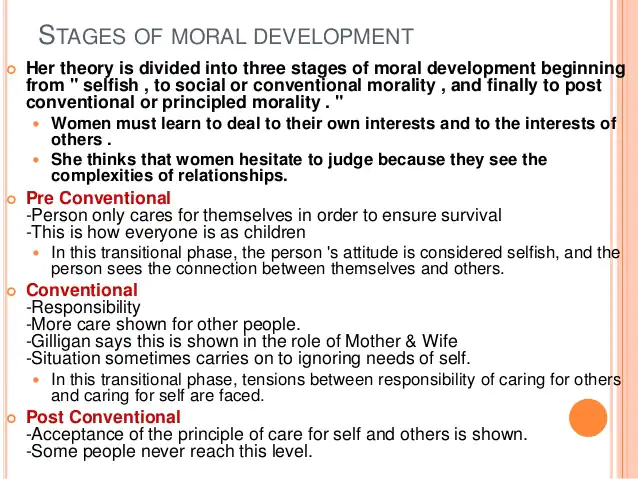 STAGES OF MORAL DEVELOPMENT
Her theory is divided into three stages of moral development beginning
from " selfish , to social or conventional morality , and finally to post
conventional or principled morality . "
Women must learn to deal to their own interests and to the interests of
others .
She thinks that women hesitate to judge because they see the
complexities of relationships.
Pre Conventional
-Person only cares for themselves in order to ensure survival
-This is how everyone is as children
In this transitional phase, the person 's attitude is considered selfish, and the
person sees the connection between themselves and others.
Conventional
-Responsibility
-More care shown for other people.
-Gilligan says this is shown in the role of Mother & Wife
-Situation sometimes carries on to ignoring needs of self.
In this transitional phase, tensions between responsibility of caring for others
and caring for self are faced.
Post Conventional
-Acceptance of the principle of care for self and others is shown.
-Some people never reach this level.